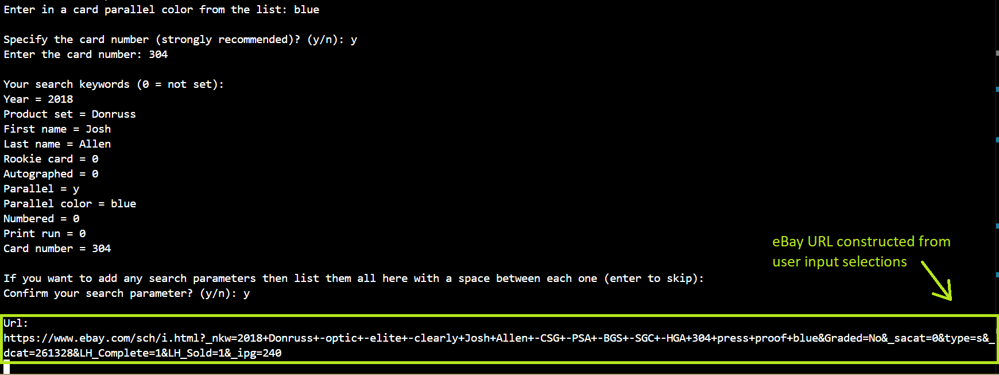 Enter in a card parallel color from the list: blue
Specify the card number (strongly recommended)? (y/n): y
Enter the card number: 304
Your search keywords (0 = not set):
Year = 2018
Product set = Donruss
First name = Josh
Last name = Allen
Rookie card = 0
Autographed = 0
Parallel = y
Parallel color = blue
Numbered = 0
Print run = 0
Card number = 304
eBay URL constructed from
user input selections
If you want to add any search parameters then list them all here with a space between each one (enter to skip):
Confirm your search parameter? (y/n): y
Url:
https://www.ebay.com/sch/i.html?_nkw=2018+Donruss+-optic+-elite+-clearly+Josh+Allen+-CSG+-PSA+-BGS+-SGC+-HGA+304+press+proof+blue&Graded=No&_sacat=0&type=s&_
dcat=261328&LH_Complete=1&LH_Sold=1&_ipg=240